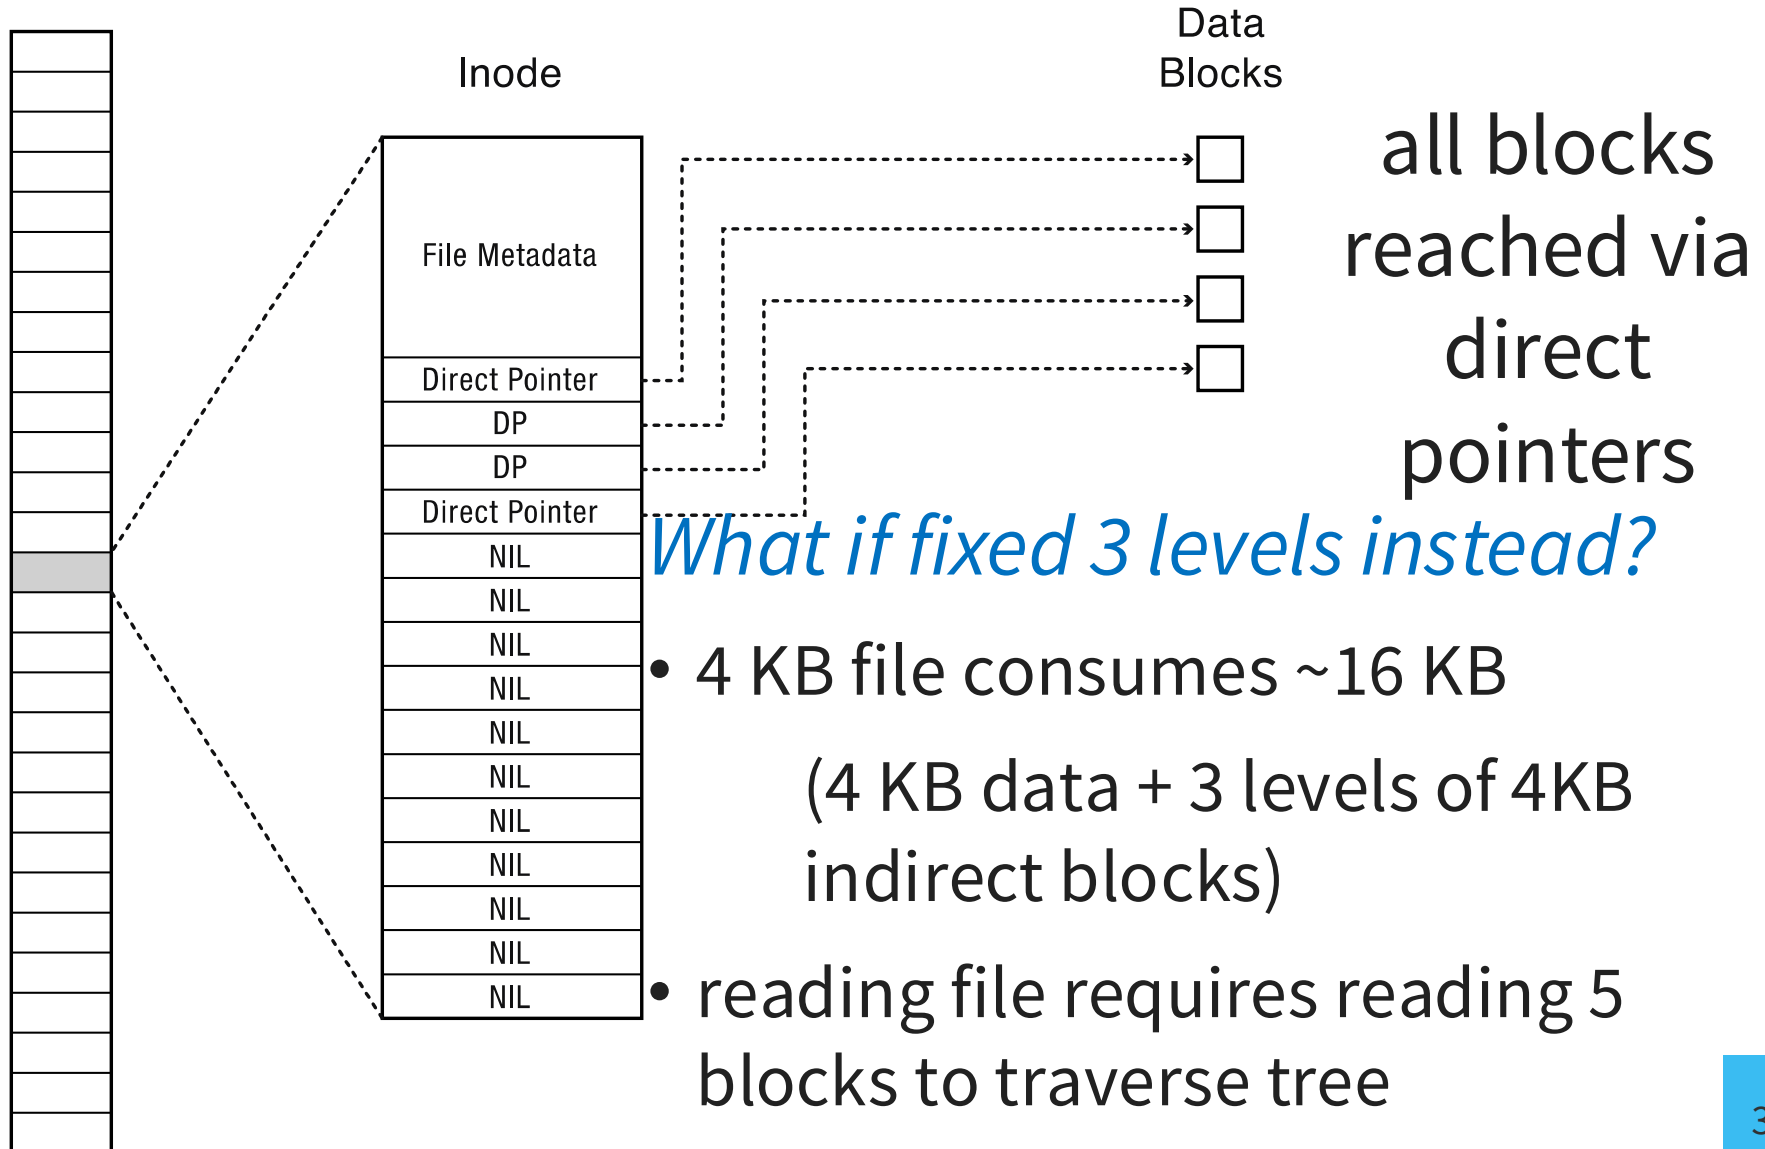 Inode
Data
Blocks
File Metadata
Direct Pointer
DP
DP
Direct Pointer
NIL
NIL
NIL
NIL
NIL
NIL
NIL
NIL
NIL
NIL
NIL
all blocks
reached via
direct
pointers
What if fixed 3 levels instead?
• 4 KB file consumes ~16 KB
(4 KB data + 3 levels of 4KB
indirect blocks)
• reading file requires reading 5
blocks to traverse tree